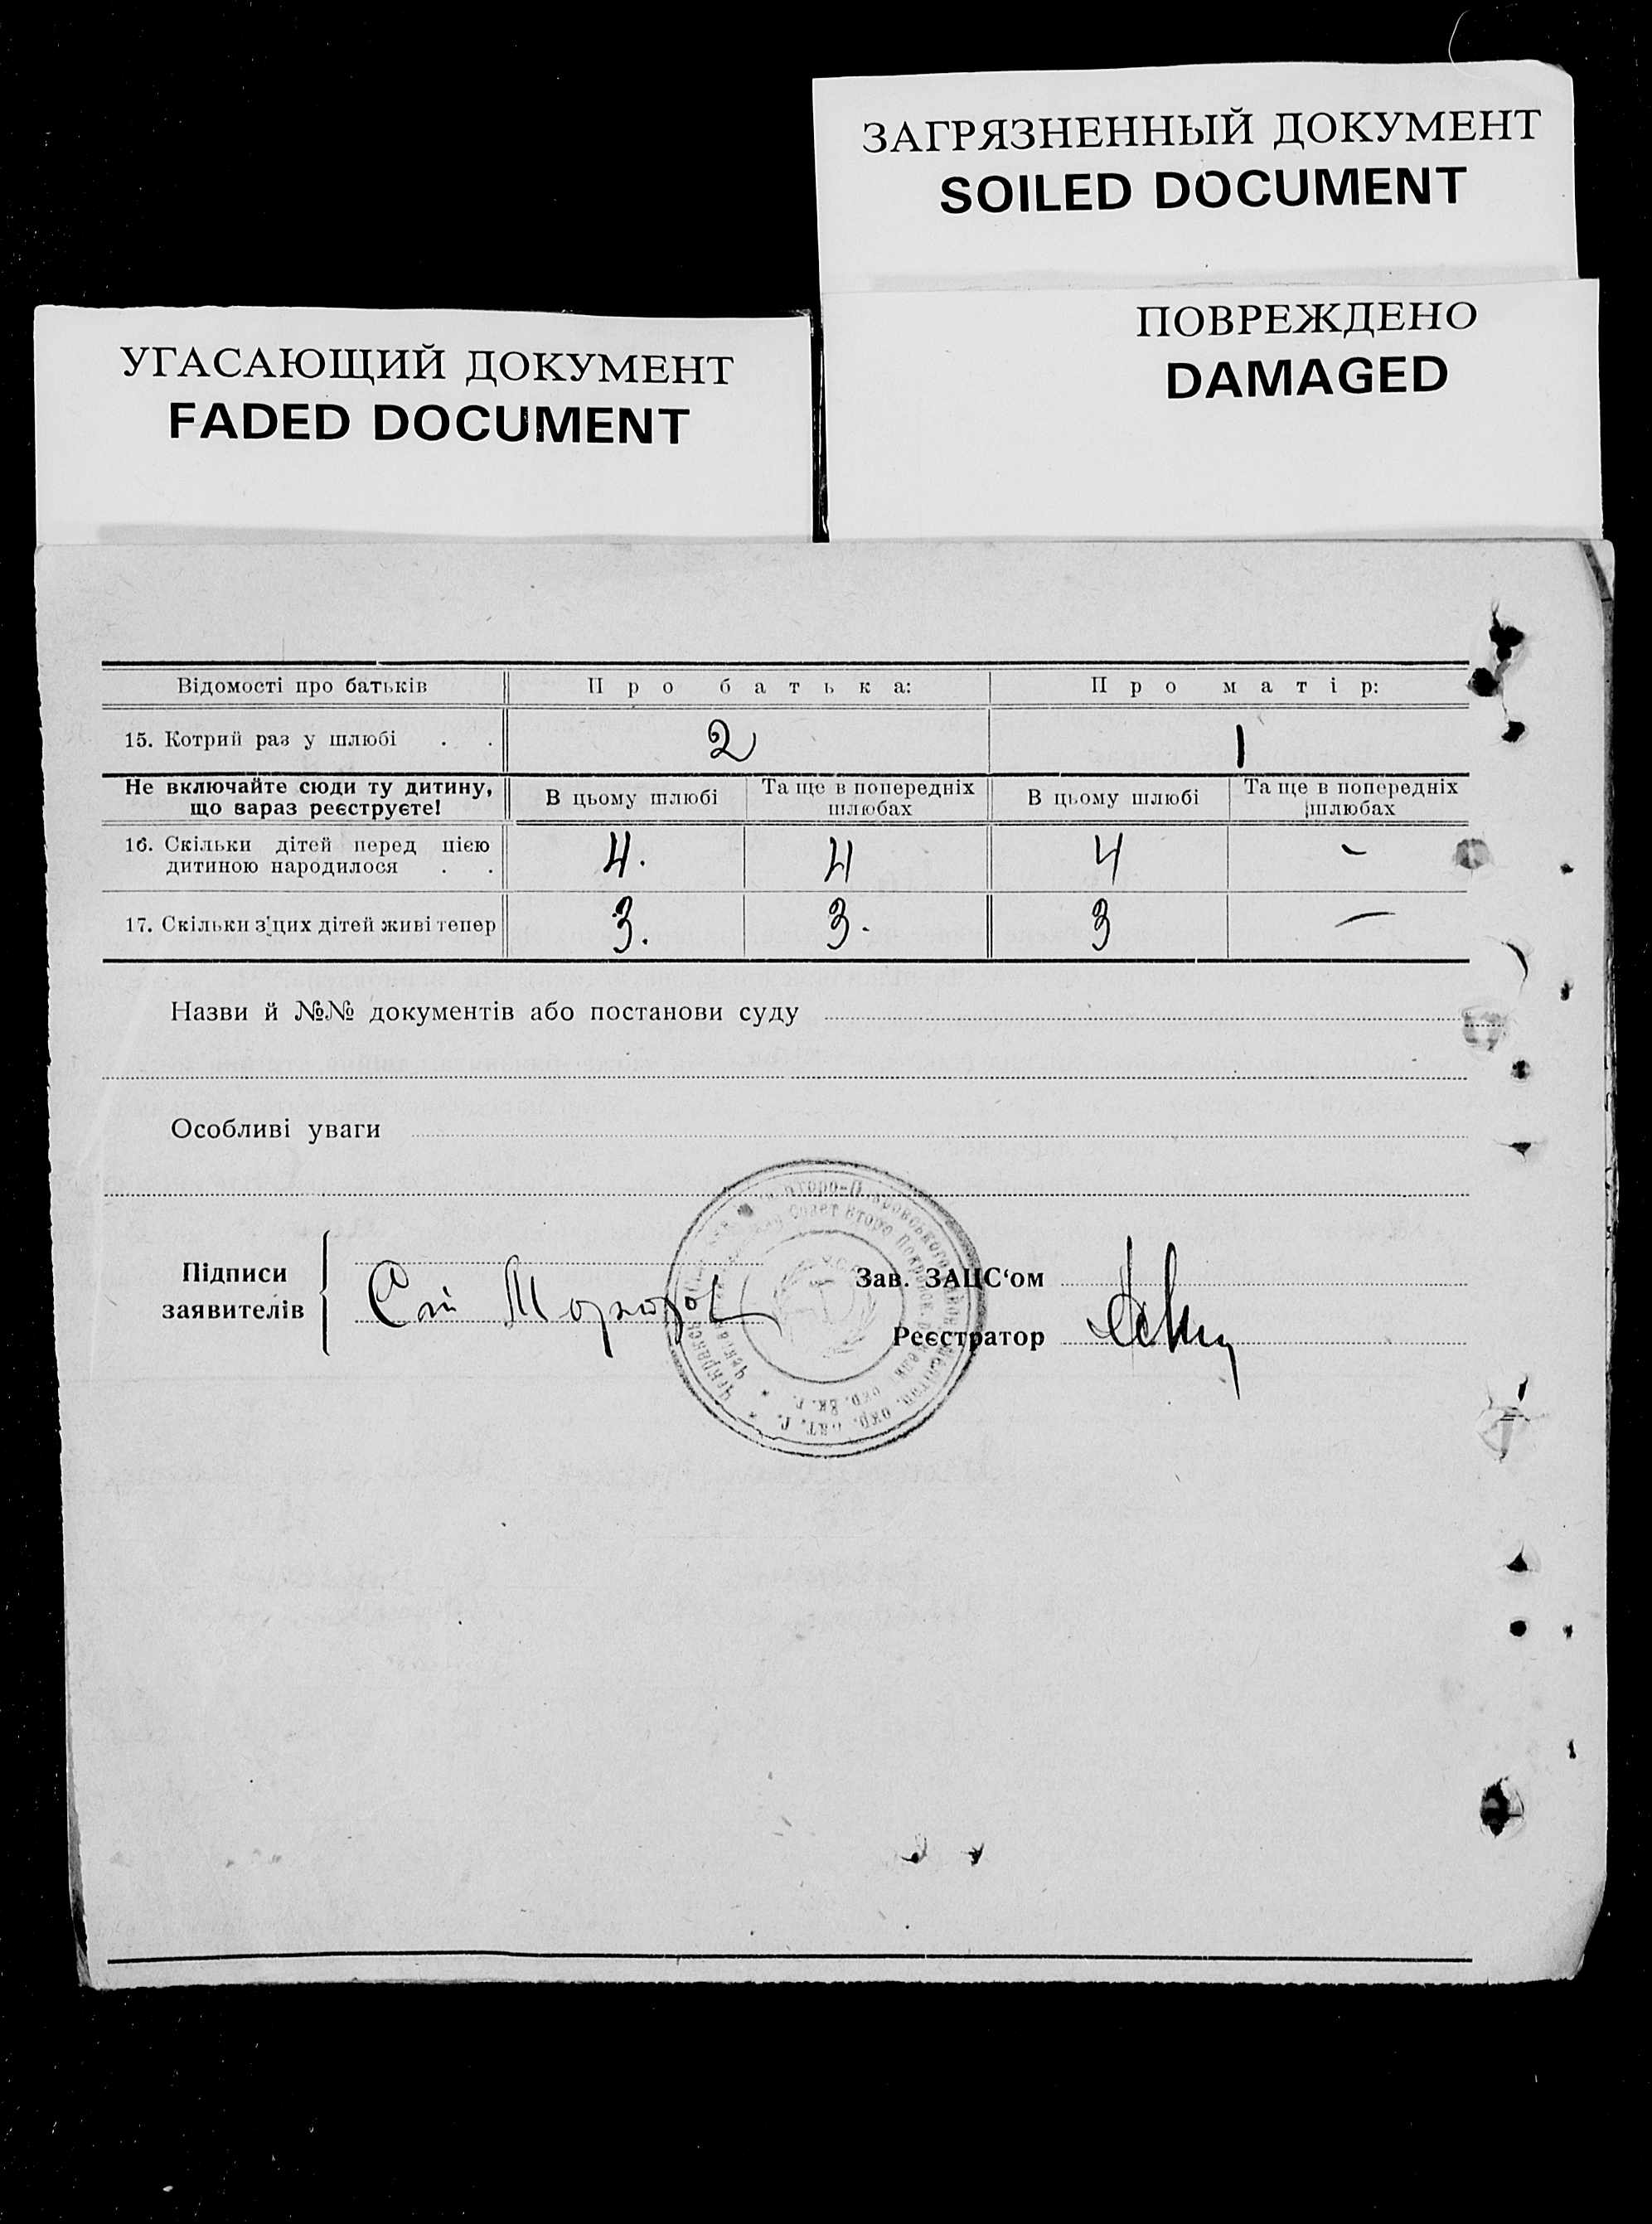 ЗАГРЯЗНЕННЫЙ ДОКУМЕНТ
SOILED DOCUMENT
ПОВРЕЖДЕНО
DAMAGED
УГАСАЮЩИЙ ДОКУМЕНТ
FADED DOCUMENT
Відомості про батьків Про батька: Про матір:
15. Котрий раз у шлюбі . . 2 1
Не включайте сюди ту дитину, що зараз реєструєте! В цьому шлюбі Та ще в попередніх шлюбах В цьому шлюбі Та ще в попередніх шлюбах
16. Скільки дітей перед цією дитиною народилося . . 4. 4 4 –
17. Скільки з'цих дітей живі тепер 3. 3. 3 –
Назви й №№ документів або постанови суду
Особливі уваги
Підписи заявителів
Зав. ЗАЦС'ом
Реєстратор